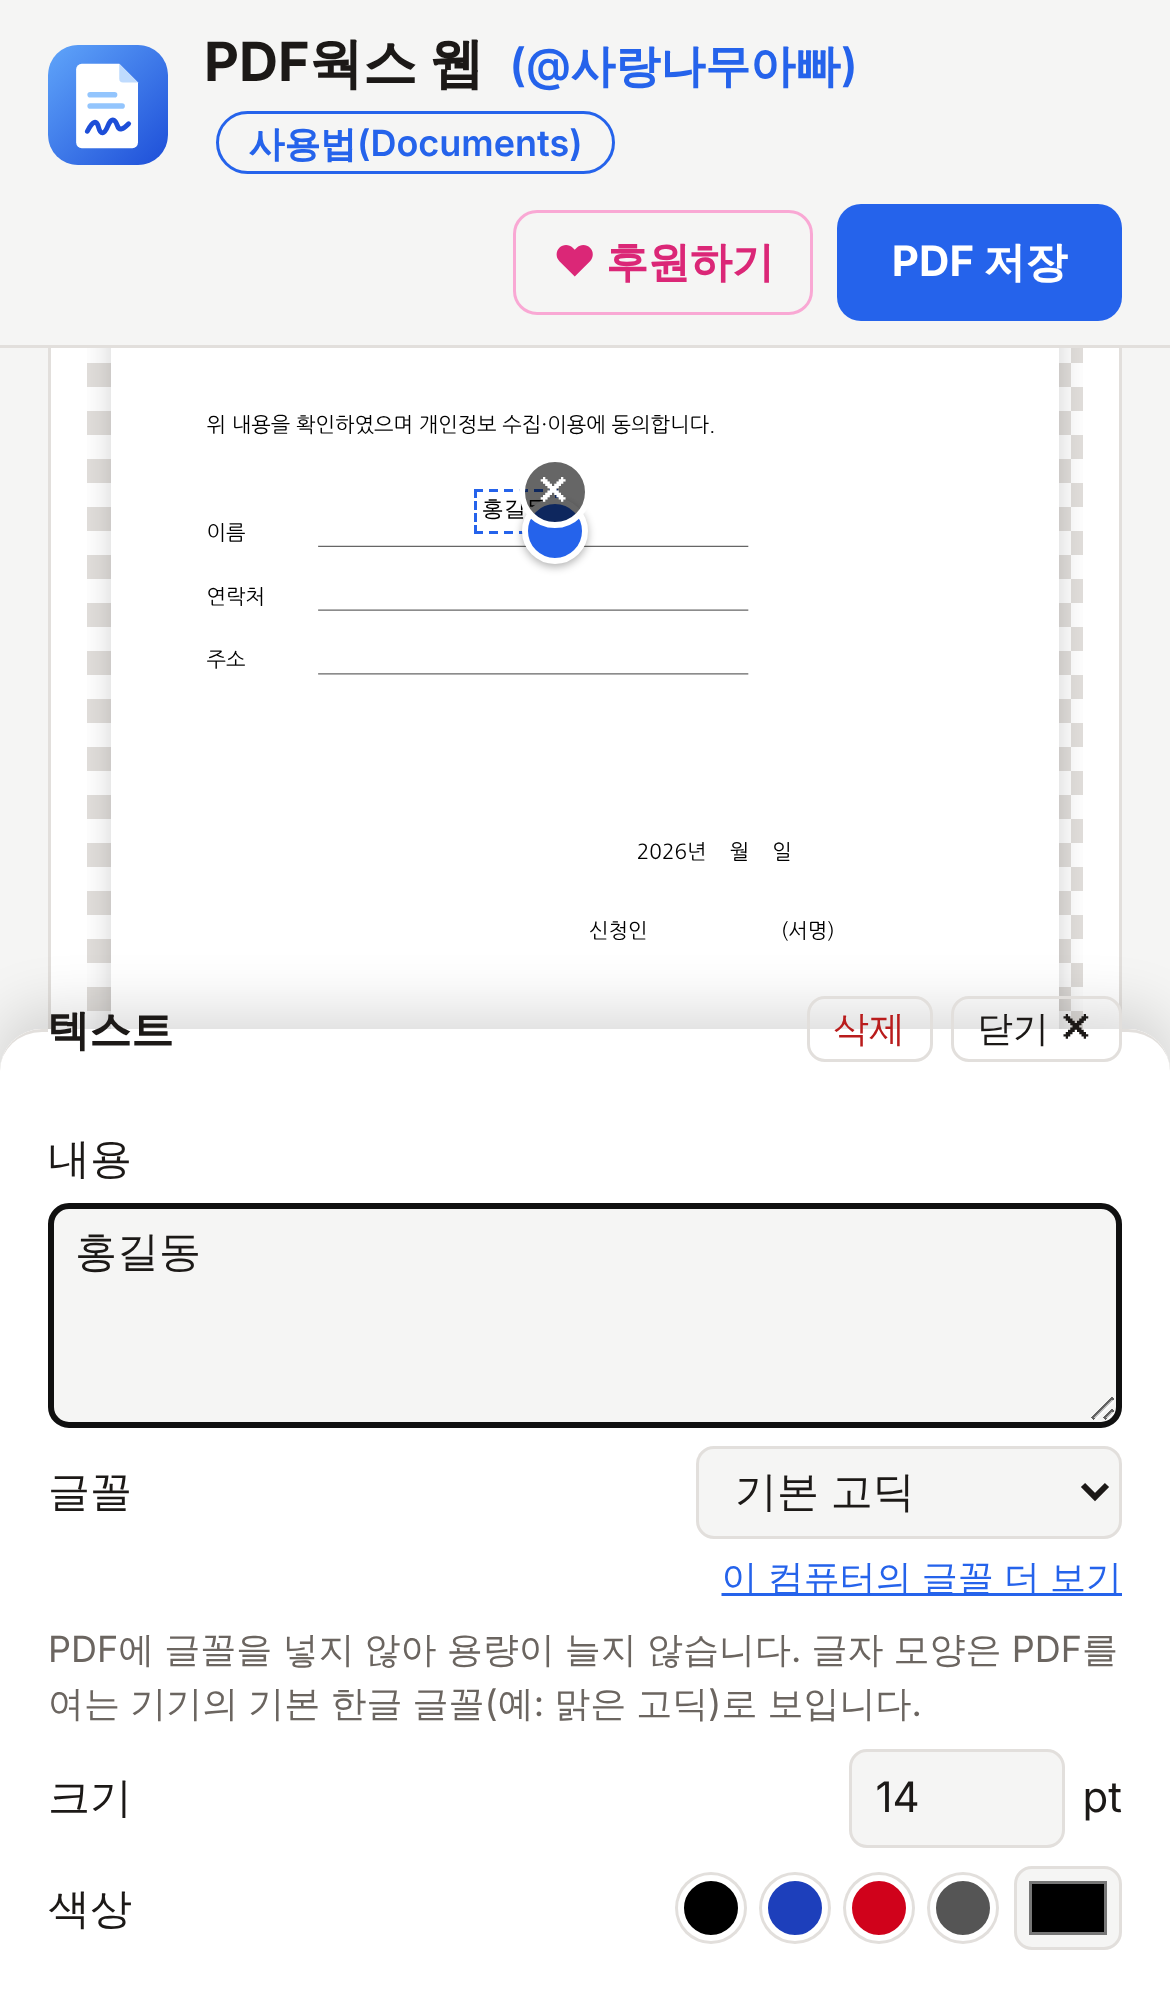 PDF웍스 웹 (@사랑나무아빠)
사용법(Documents)
♥ 후원하기
PDF 저장
위 내용을 확인하였으며 개인정보 수집·이용에 동의합니다.
홍길
이름
연락처
주소
2026년 월 일
신청인 (서명)
텍스트
삭제
닫기 ✕
내용
홍길동
글꼴
기본 고딕
이 컴퓨터의 글꼴 더 보기
PDF에 글꼴을 넣지 않아 용량이 늘지 않습니다. 글자 모양은 PDF를
여는 기기의 기본 한글 글꼴(예: 맑은 고딕)로 보입니다.
크기
14 pt
색상